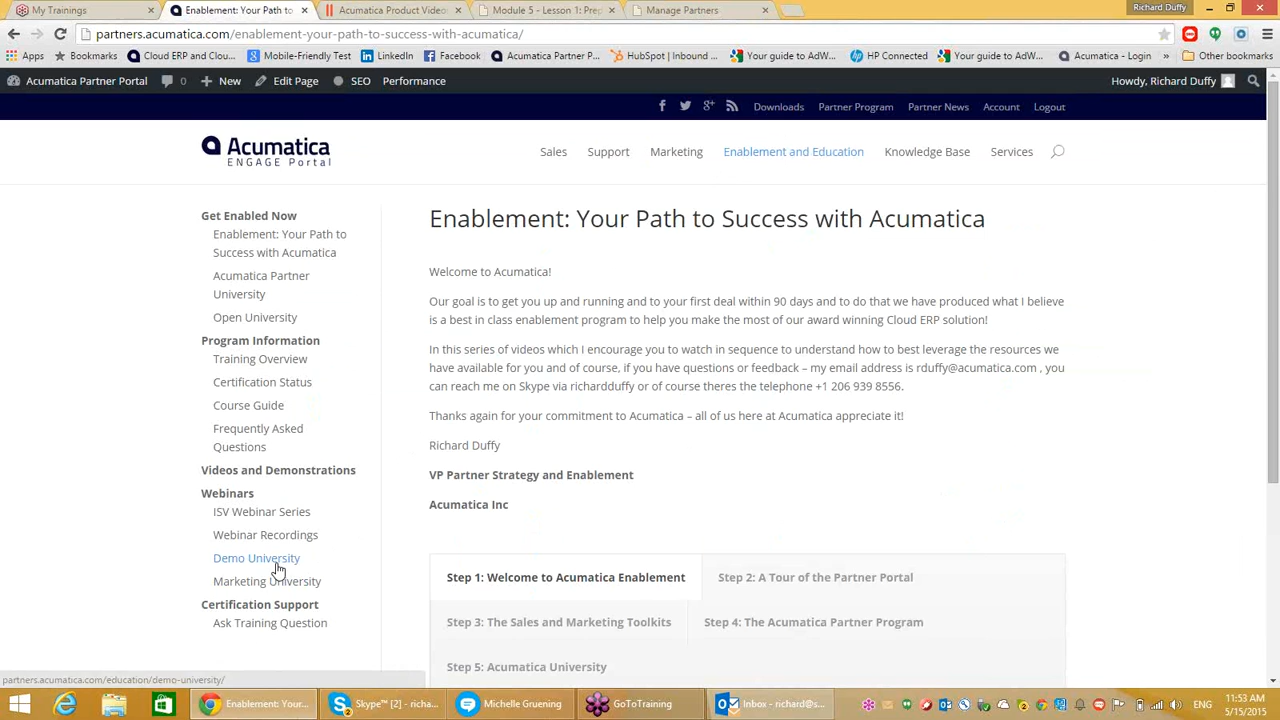 My Trainings
Enablement: Your Path to
Acumatica Product Video
Module 5 - Lesson 1: Prep
Manage Partners
Richard Duffy
partners.acumatica.com/enablement-your-path-to-success-with-acumatica/
Apps
Bookmarks
Cloud ERP and Clou...
Mobile-Friendly Test
LinkedIn
Facebook
Acumatica Partner P...
HubSpot | Inbound ...
Your guide to AdW...
HP Connected
Your guide to AdW...
Acumatica - Login
»
Other bookmarks
Acumatica Partner Portal
0
New
Edit Page
SEO
Performance
Howdy, Richard Duffy
Downloads
Partner Program
Partner News
Account
Logout
Acumatica
ENGAGE Portal
Sales
Support
Marketing
Enablement and Education
Knowledge Base
Services
Get Enabled Now
Enablement: Your Path to
Success with Acumatica
Acumatica Partner
University
Open University
Program Information
Training Overview
Certification Status
Course Guide
Frequently Asked
Questions
Videos and Demonstrations
Webinars
ISV Webinar Series
Webinar Recordings
Demo University
Marketing University
Certification Support
Ask Training Question
Enablement: Your Path to Success with Acumatica
Welcome to Acumatica!
Our goal is to get you up and running and to your first deal within 90 days and to do that we have produced what I believe
is a best in class enablement program to help you make the most of our award winning Cloud ERP solution!
In this series of videos which I encourage you to watch in sequence to understand how to best leverage the resources we
have available for you and of course, if you have questions or feedback – my email address is rduffy@acumatica.com , you
can reach me on Skype via richardduffy or of course theres the telephone +1 206 939 8556.
Thanks again for your commitment to Acumatica – all of us here at Acumatica appreciate it!
Richard Duffy
VP Partner Strategy and Enablement
Acumatica Inc
Step 1: Welcome to Acumatica Enablement
Step 2: A Tour of the Partner Portal
Step 3: The Sales and Marketing Toolkits
Step 4: The Acumatica Partner Program
Step 5: Acumatica University
partners.acumatica.com/education/demo-university/
Enablement: Your...
Skype™ [2] - richa...
Michelle Gruening
GoToTraining
Inbox - richard@s...
ENG
11:53 AM
5/15/2015